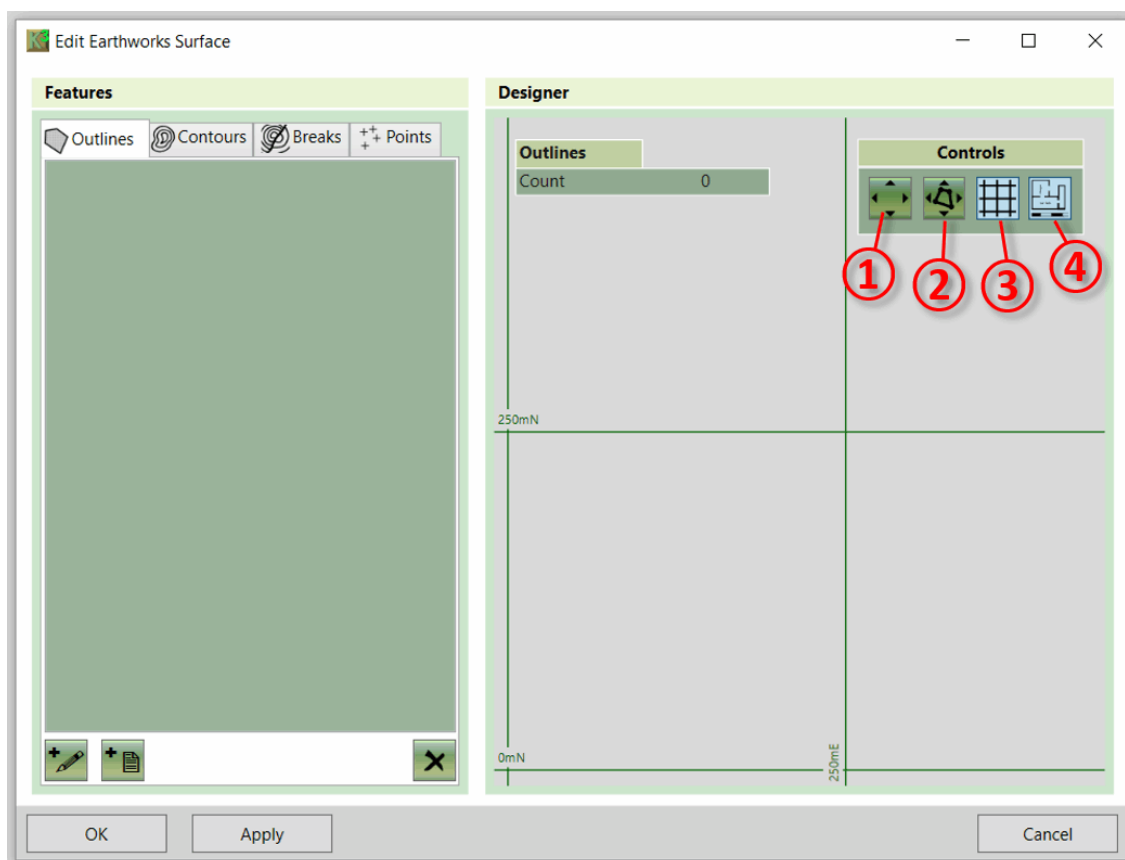 Edit Earthworks Surface
Features
Designer
Outlines Contours Breaks Points
Outlines
Count 0
Controls
1 2 3 4
250mN
0mN
250mE
OK Apply Cancel